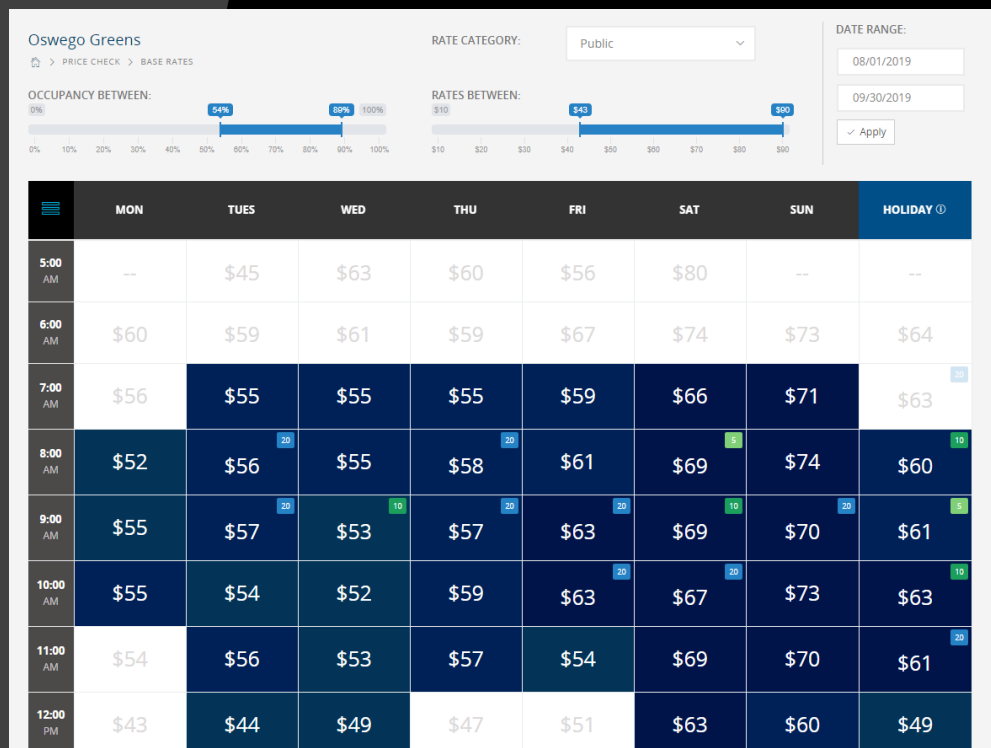 Oswego Greens
PRICE CHECK > BASE RATES
RATE CATEGORY:
Public
DATE RANGE:
08/01/2019
09/30/2019
Apply
OCCUPANCY BETWEEN:
0% 54% 89% 100%
0% 10% 20% 30% 40% 50% 60% 70% 80% 90% 100%
RATES BETWEEN:
$10 $43 $90
$10 $20 $30 $40 $50 $60 $70 $80 $90
MON TUES WED THU FRI SAT SUN HOLIDAY
5:00 AM -- $45 $63 $60 $56 $80 -- --
6:00 AM $60 $59 $61 $59 $67 $74 $73 $64
20
7:00 AM $56 $55 $55 $55 $59 $66 $71 $63
20 20 5 10
8:00 AM $52 $56 $55 $58 $61 $69 $74 $60
20 10 20 20 10 20 5
9:00 AM $55 $57 $53 $57 $63 $69 $70 $61
20 20 10
10:00 AM $55 $54 $52 $59 $63 $67 $73 $63
20
11:00 AM $54 $56 $53 $57 $54 $69 $70 $61
12:00 PM $43 $44 $49 $47 $51 $63 $60 $49